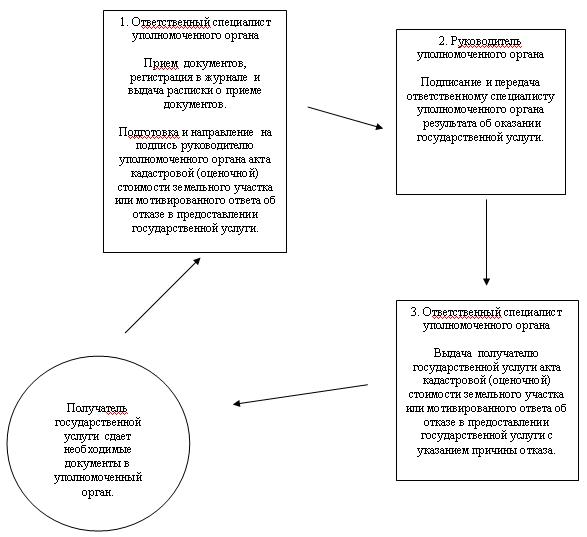 1. Ответственный специалист
уполномоченного органа
Прием документов,
регистрация в журнале и
выдача расписки о приеме
документов.
Подготовка и направление на
подпись руководителю
уполномоченного органа акта
кадастровой (оценочной)
стоимости земельного участка
или мотивированного ответа об
отказе в предоставлении
государственной услуги.
2. Руководитель
уполномоченного органа
Подписание и передача
ответственному специалисту
уполномоченного органа
результата об оказании
государственной услуги.
3. Ответственный специалист
уполномоченного органа
Выдача получателю
государственной услуги акта
кадастровой (оценочной)
стоимости земельного участка
или мотивированного ответа об
отказе в предоставлении
государственной услуги с
указанием причины отказа.
Получатель
государственной
услуги сдает
необходимые
документы в
уполномоченный
орган.